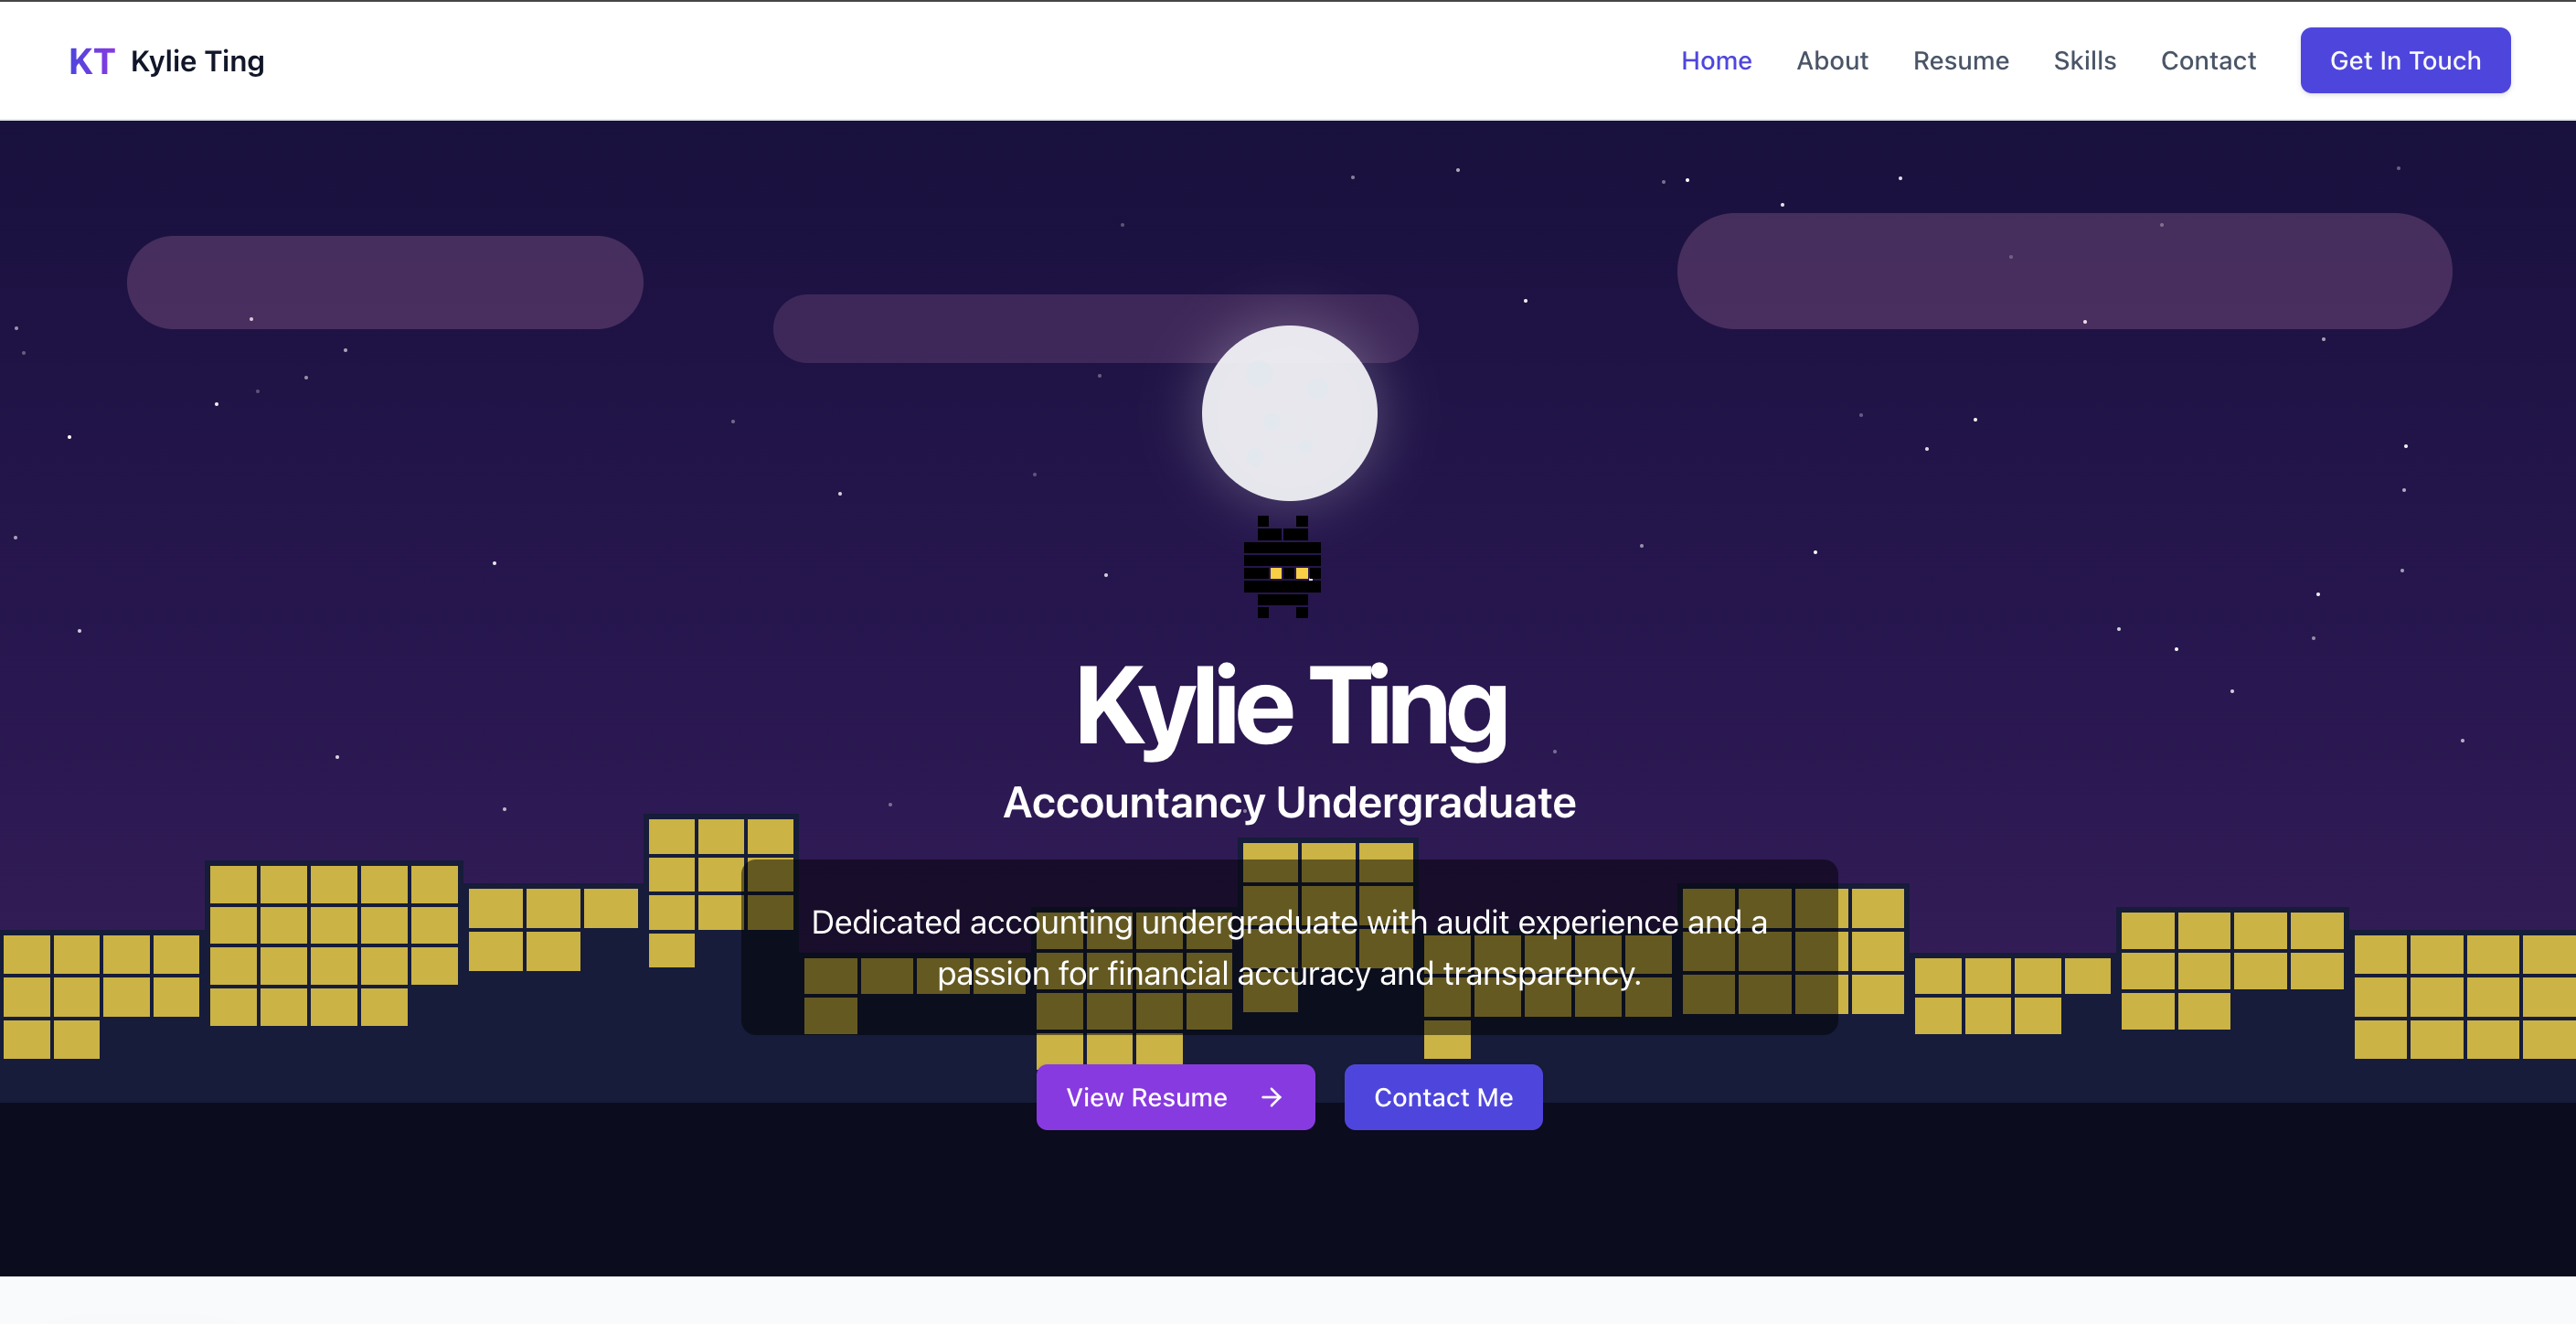 KT Kylie Ting
Home About Resume Skills Contact Get In Touch
Kylie Ting
Accountancy Undergraduate
Dedicated accounting undergraduate with audit experience and a
passion for financial accuracy and transparency.
View Resume → Contact Me